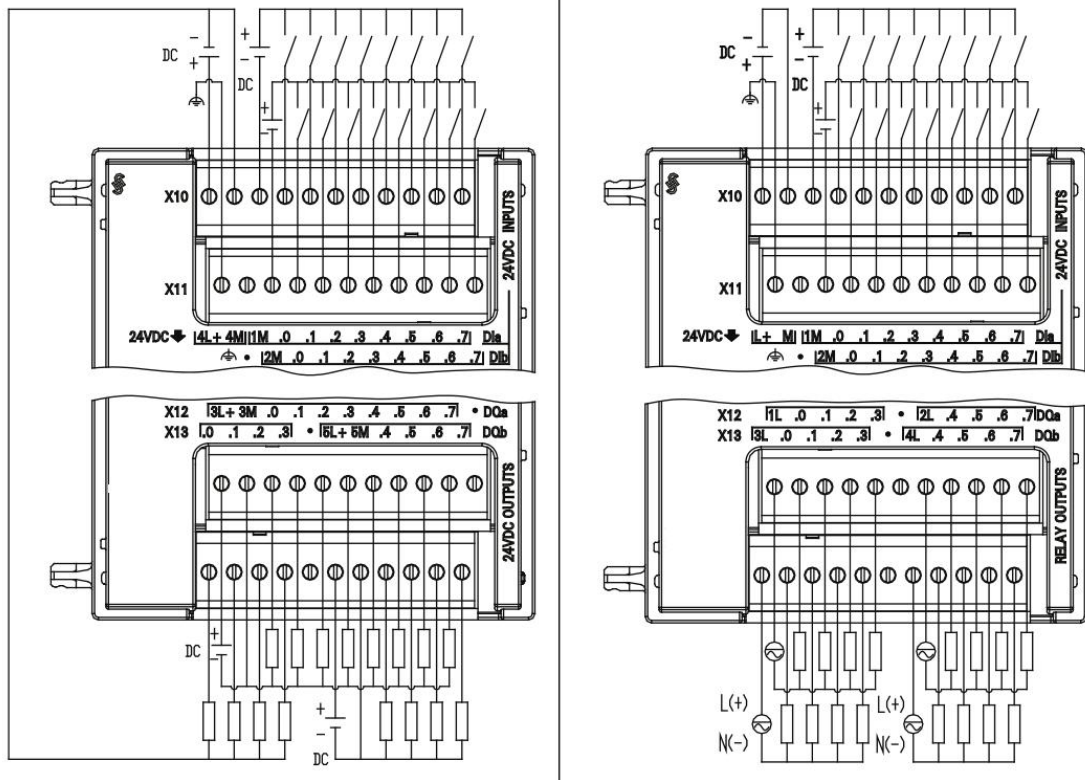 - + DC + - DC
+ -
X10
X11
24VDC INPUTS
24VDC 4L+ 4M 1M .0 .1 .2 .3 .4 .5 .6 .7 DIa
• 2M .0 .1 .2 .3 .4 .5 .6 .7 DIb
X12 3L+ 3M .0 .1 .2 .3 .4 .5 .6 .7 • DQa
X13 .0 .1 .2 .3 • 5L+ 5M .4 .5 .6 .7 DQb
24VDC OUTPUTS
DC + -
+ - DC
- + DC + - DC
+ -
X10
X11
24VDC INPUTS
24VDC L+ M 1M .0 .1 .2 .3 .4 .5 .6 .7 DIa
• 2M .0 .1 .2 .3 .4 .5 .6 .7 DIb
X12 1L .0 .1 .2 .3 • 2L .4 .5 .6 .7 DQa
X13 3L .0 .1 .2 .3 • 4L .4 .5 .6 .7 DQb
RELAY OUTPUTS
L(+) L(+)
N(-) N(-)